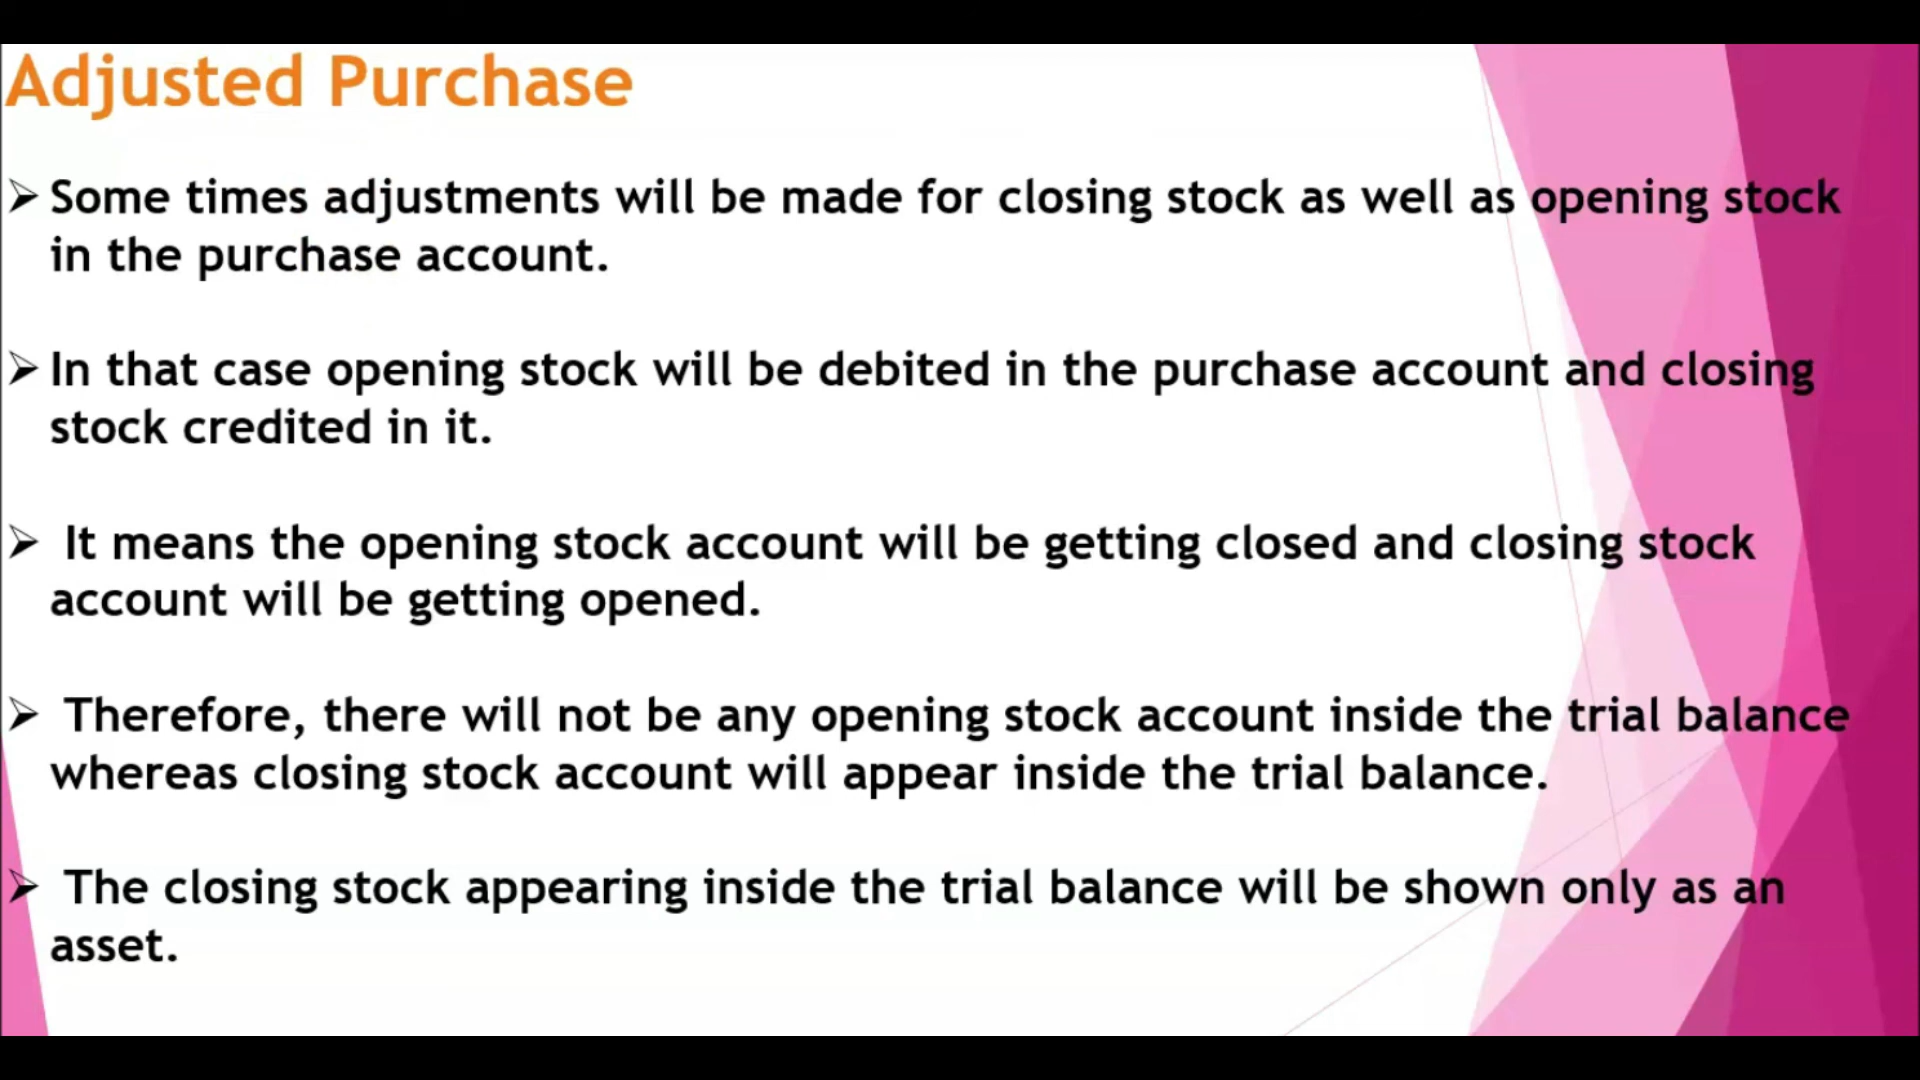 Adjusted Purchase
➢ Some times adjustments will be made for closing stock as well as opening stock
in the purchase account.
➢ In that case opening stock will be debited in the purchase account and closing
stock credited in it.
➢ It means the opening stock account will be getting closed and closing stock
account will be getting opened.
➢ Therefore, there will not be any opening stock account inside the trial balance
whereas closing stock account will appear inside the trial balance.
➢ The closing stock appearing inside the trial balance will be shown only as an
asset.